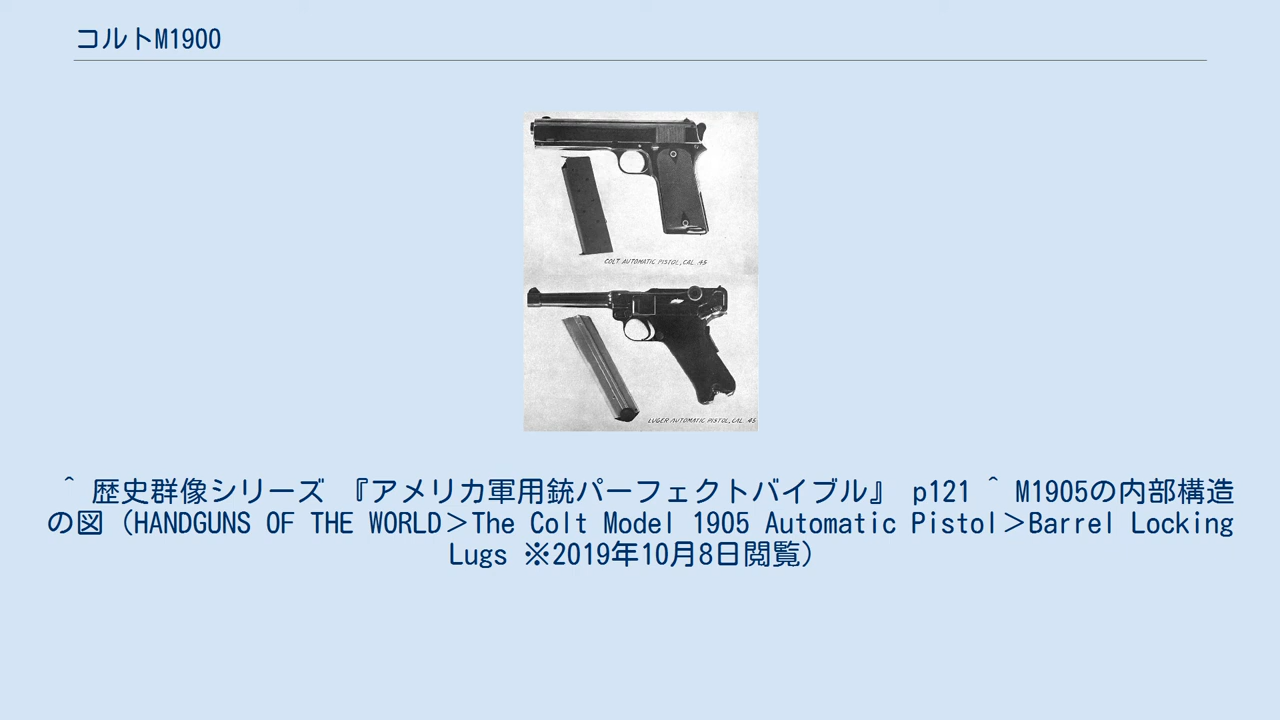 コルトM1900
COLT AUTOMATIC PISTOL, CAL. .45
LUGER AUTOMATIC PISTOL, CAL. .45
^ 歴史群像シリーズ 『アメリカ軍用銃パーフェクトバイブル』 p121 ^ M1905の内部構造
の図（HANDGUNS OF THE WORLD＞The Colt Model 1905 Automatic Pistol＞Barrel Locking
Lugs ※2019年10月8日閲覧）